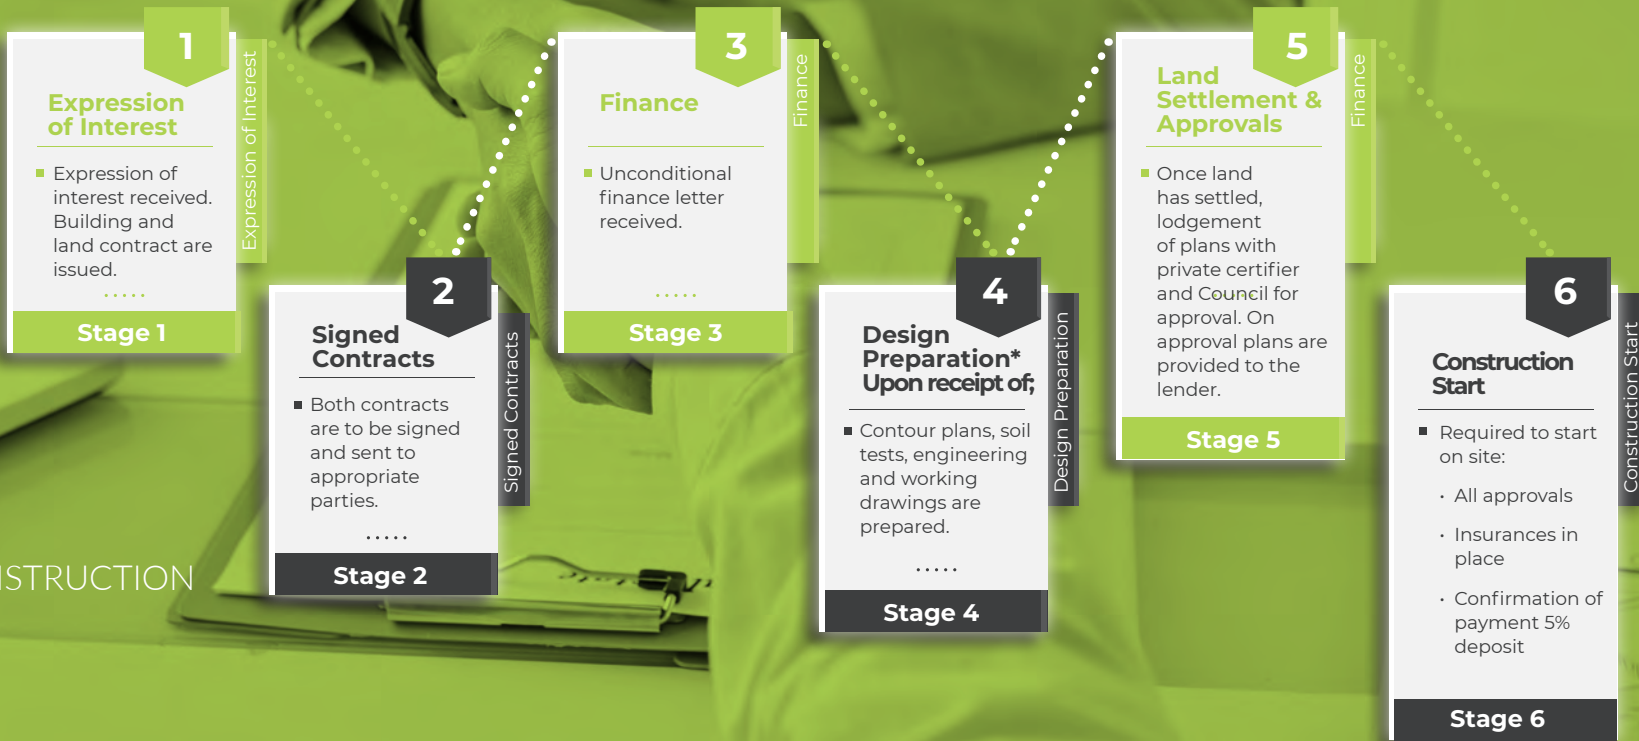 1
Expression
of Interest
Expression of
interest received.
Building and
land contract are
issued.
Stage 1
Expression of Interest
2
Signed
Contracts
Both contracts
are to be signed
and sent to
appropriate
parties.
Stage 2
Signed Contracts
3
Finance
Unconditional
finance letter
received.
Stage 3
Finance
4
Design
Preparation*
Upon receipt of;
Contour plans, soil
tests, engineering
and working
drawings are
prepared.
Stage 4
Design Preparation
5
Land
Settlement &
Approvals
Once land
has settled,
lodgement
of plans with
private certifier
and Council for
approval. On
approval plans are
provided to the
lender.
Stage 5
Finance
6
Construction
Start
Required to start
on site:
• All approvals
• Insurances in
place
• Confirmation of
payment 5%
deposit
Stage 6
Construction Start
NSTRUCTION